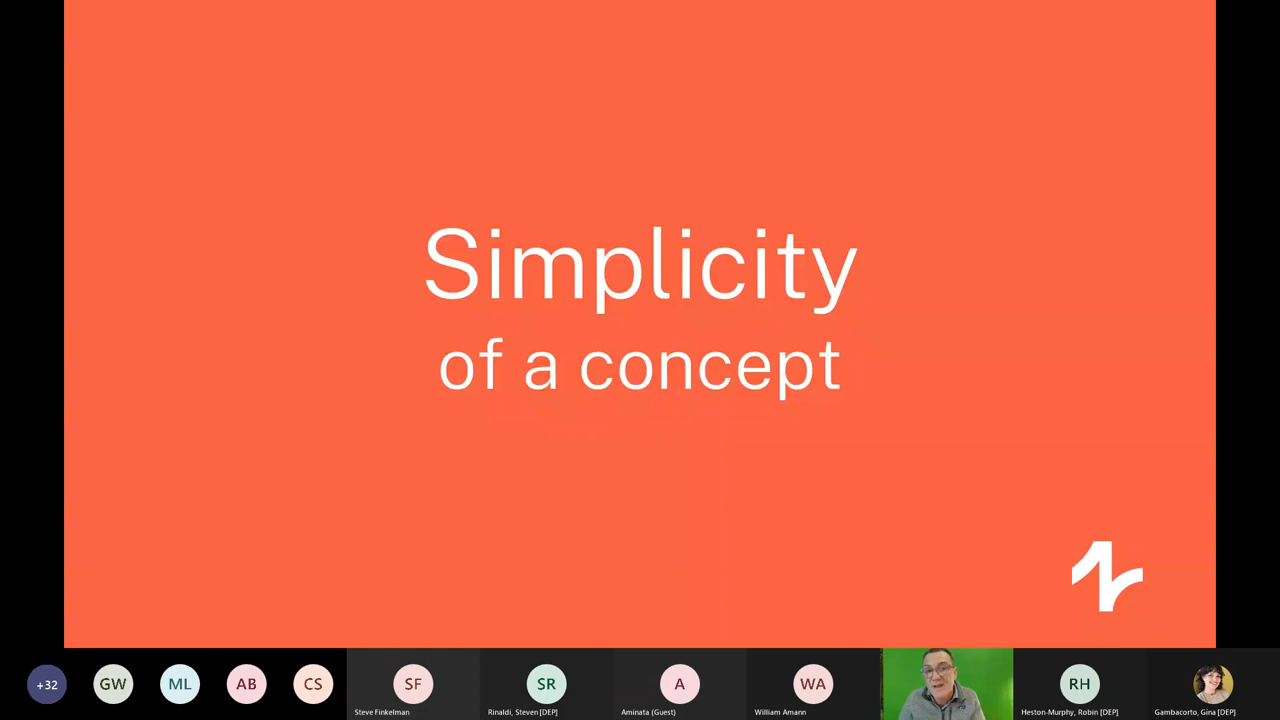 Simplicity
of a concept
+32
GW
ML
AB
CS
SF
SR
A
WA
RH
Steve Finkelman
Rinaldi, Steven [DEP]
Aminata (Guest)
William Amann
Heston-Murphy, Robin [DEP]
Gambacorto, Gina [DEP]